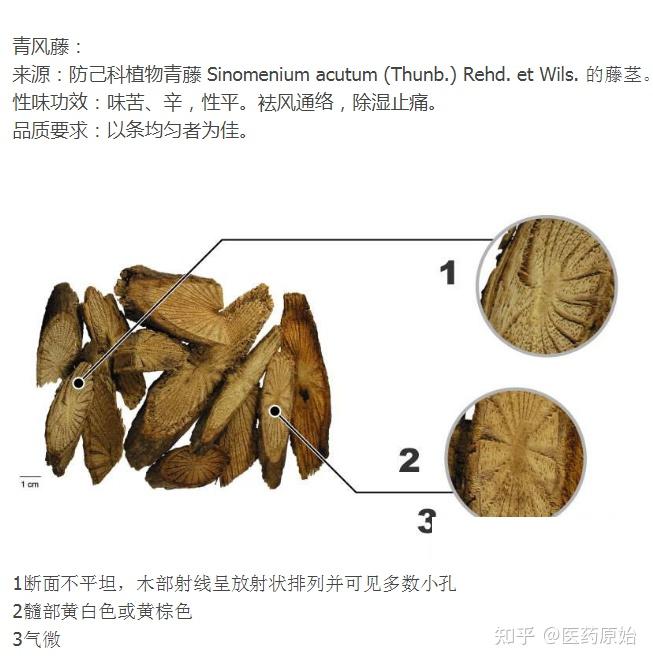 青风藤：
来源：防己科植物青藤 Sinomenium acutum (Thunb.) Rehd. et Wils. 的藤茎。
性味功效：味苦、辛，性平。祛风通络，除湿止痛。
品质要求：以条均匀者为佳。
1
2
3
1 cm
1断面不平坦，木部射线呈放射状排列并可见多数小孔
2髓部黄白色或黄棕色
3气微
知乎 @医药原始